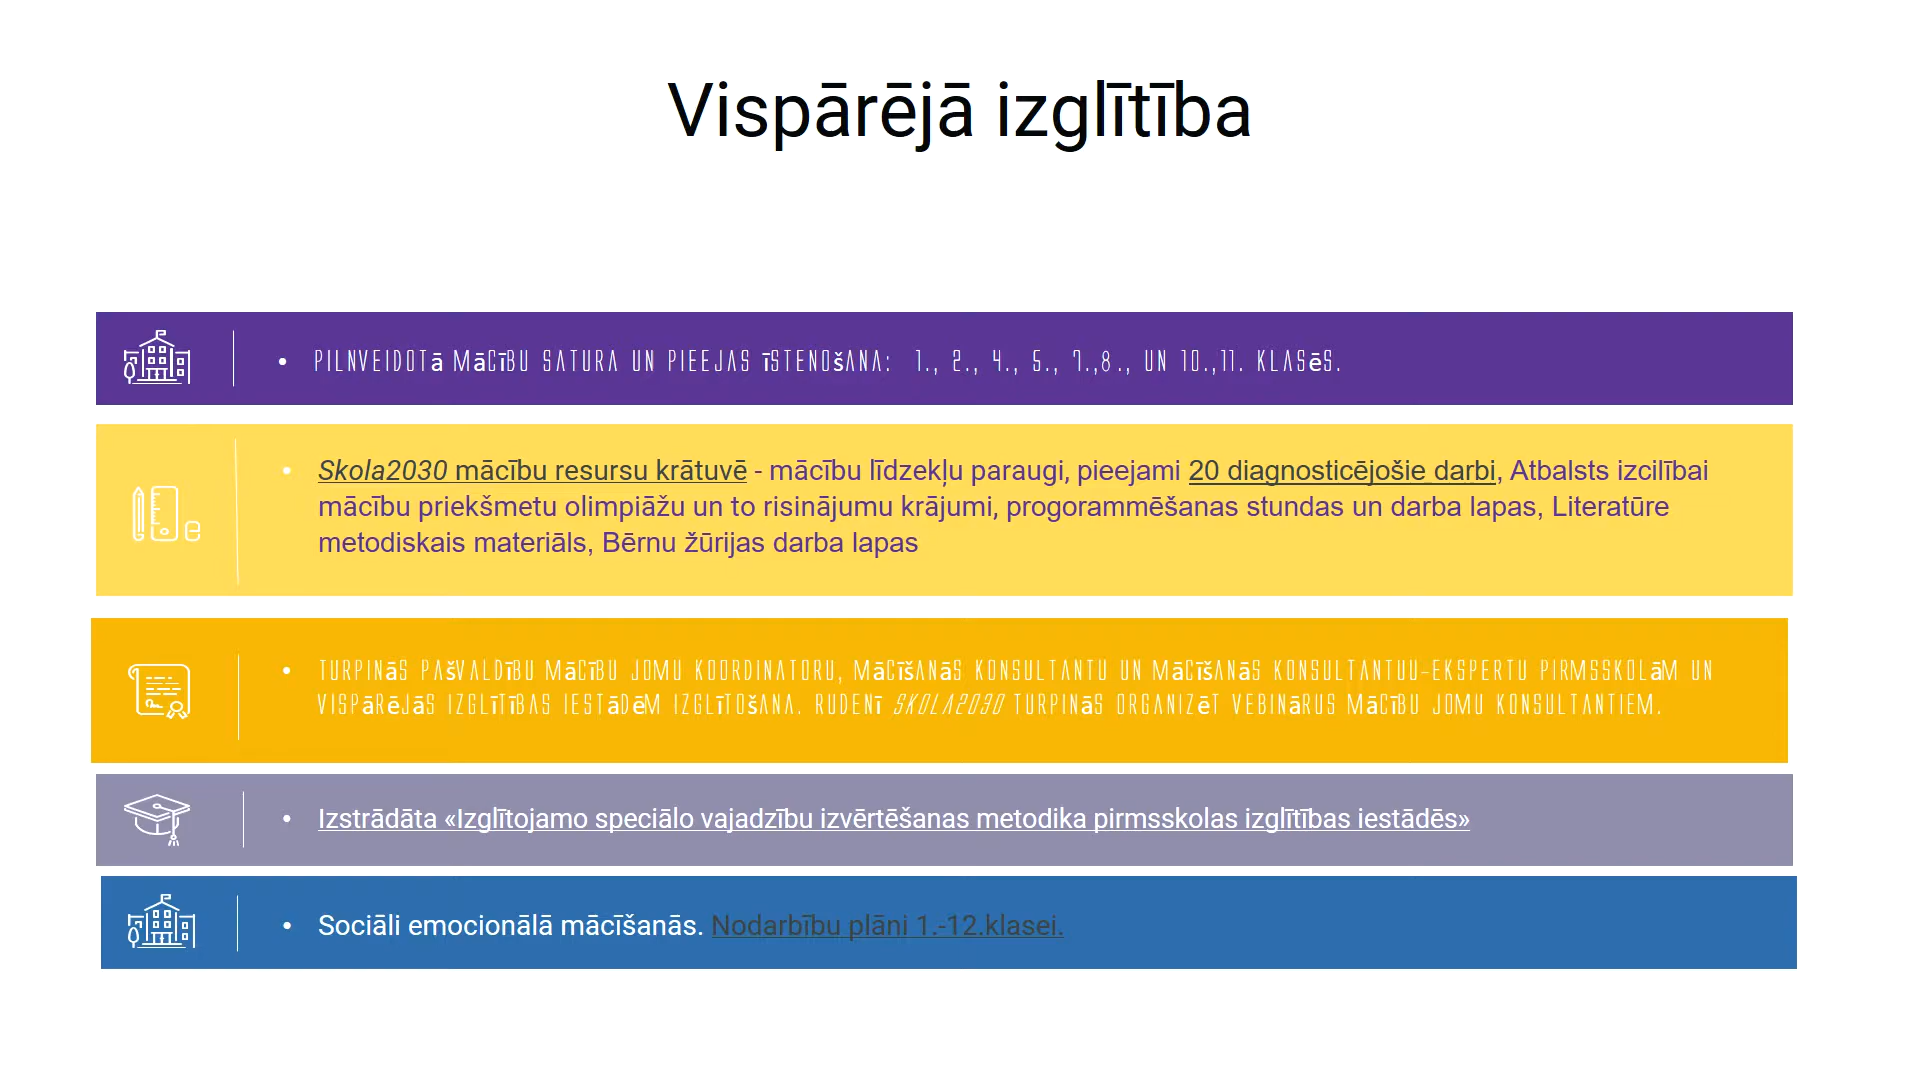 Vispārējā izglītība
• PILNVEIDOTā MāCīBU SATURA UN PIEEJAS īSTENOšANA: 1., 2., 4., 5., 7.,8., UN 10.,11. KLASēS.
• Skola2030 mācību resursu krātuvē - mācību līdzekļu paraugi, pieejami 20 diagnosticējošie darbi, Atbalsts izcilībai
mācību priekšmetu olimpiāžu un to risinājumu krājumi, progorammēšanas stundas un darba lapas, Literatūre
metodiskais materiāls, Bērnu žūrijas darba lapas
e
• TURPINāS PAšVALDīBU MāCīBU JOMU KOORDINATORU, MāCīšANāS KONSULTANTU UN MāCīšANāS KONSULTANTUU-EKSPERTU PIRMSSKOLāM UN
VISPāRēJāS IZGLīTīBAS IESTāDēM IZGLīTOšANA. RUDENī SKOLA2030 TURPINāS ORGANIZēT VEBINāRUS MāCīBU JOMU KONSULTANTIEM.
• Izstrādāta «Izglītojamo speciālo vajadzību izvērtēšanas metodika pirmsskolas izglītības iestādēs»
• Sociāli emocionālā mācīšanās. Nodarbību plāni 1.-12.klasei.